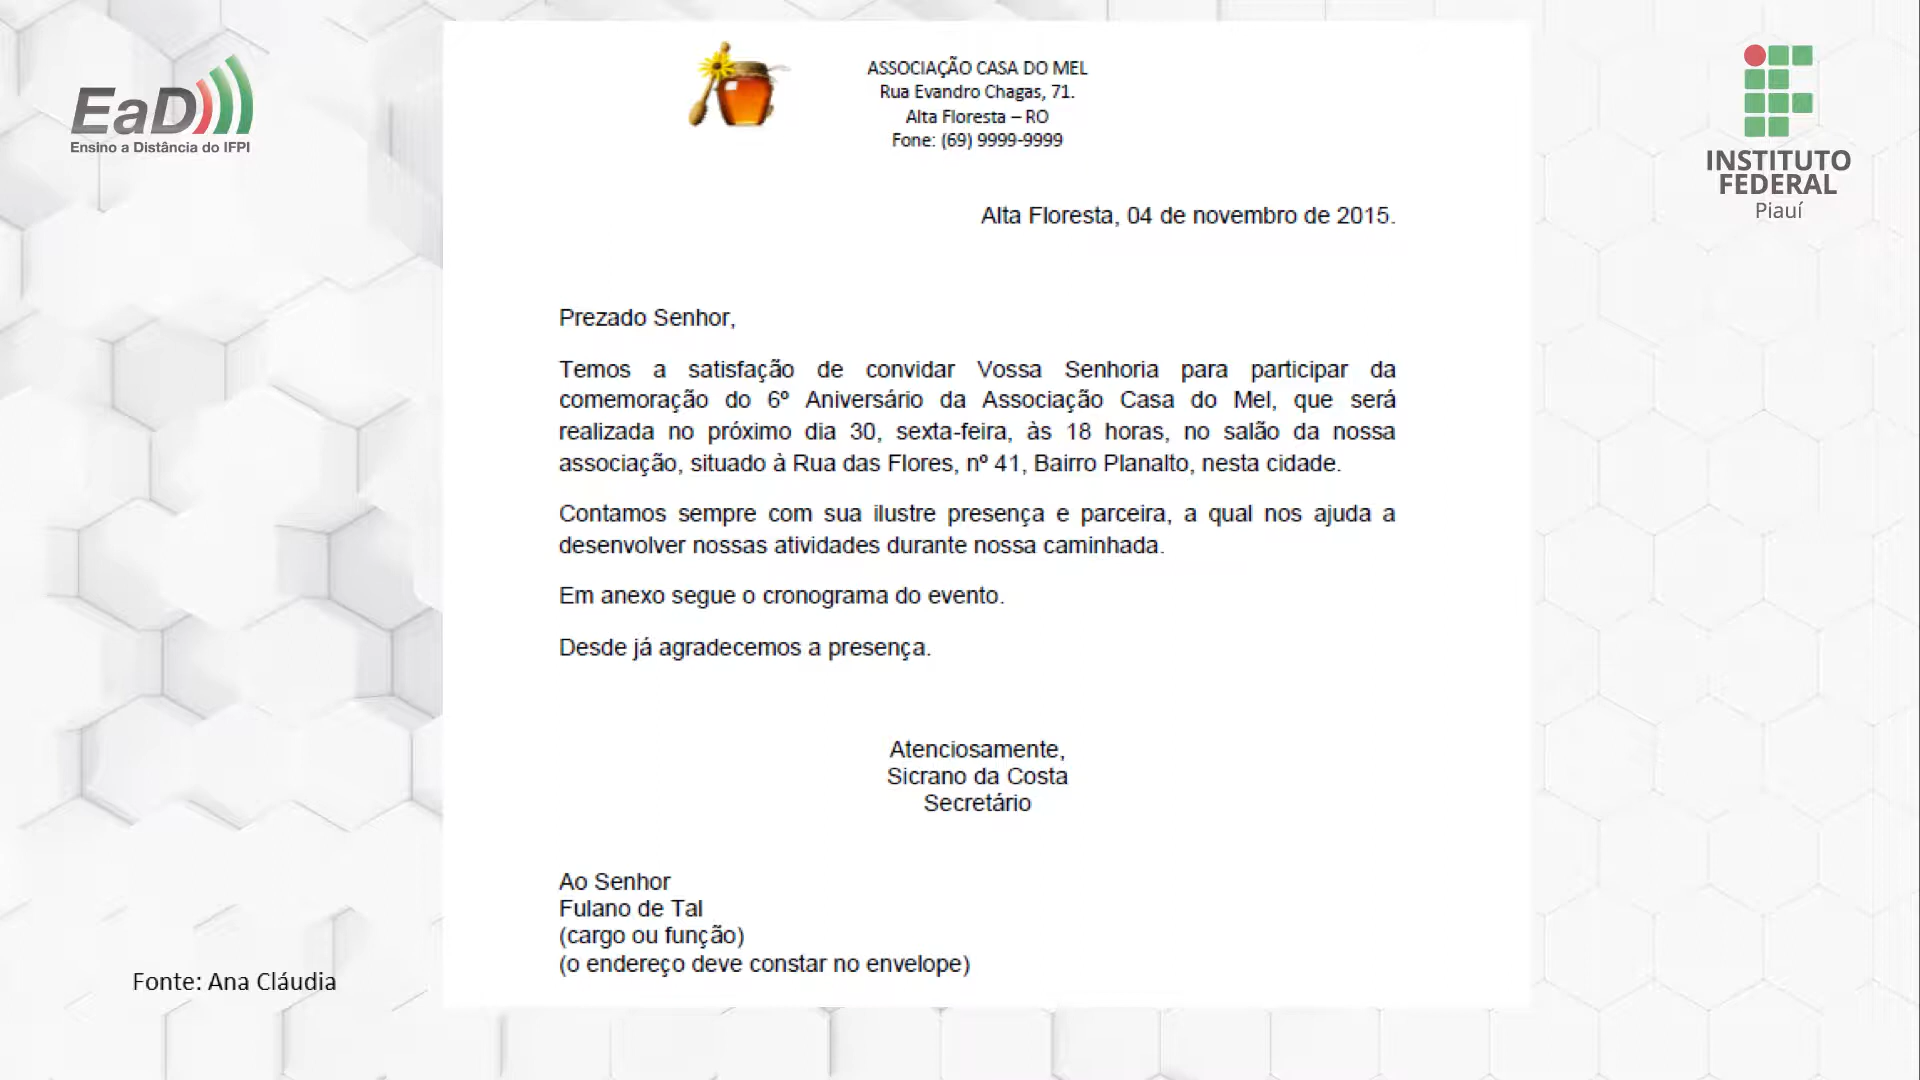 EaD
Ensino a Distância do IFPI
INSTITUTO
FEDERAL
Piauí
ASSOCIAÇÃO CASA DO MEL
Rua Evandro Chagas, 71.
Alta Floresta – RO
Fone: (69) 9999-9999
Alta Floresta, 04 de novembro de 2015.
Prezado Senhor,
Temos a satisfação de convidar Vossa Senhoria para participar da
comemoração do 6º Aniversário da Associação Casa do Mel, que será
realizada no próximo dia 30, sexta-feira, às 18 horas, no salão da nossa
associação, situado à Rua das Flores, nº 41, Bairro Planalto, nesta cidade.
Contamos sempre com sua ilustre presença e parceira, a qual nos ajuda a
desenvolver nossas atividades durante nossa caminhada.
Em anexo segue o cronograma do evento.
Desde já agradecemos a presença.
Atenciosamente,
Sicrano da Costa
Secretário
Ao Senhor
Fulano de Tal
(cargo ou função)
(o endereço deve constar no envelope)
Fonte: Ana Cláudia